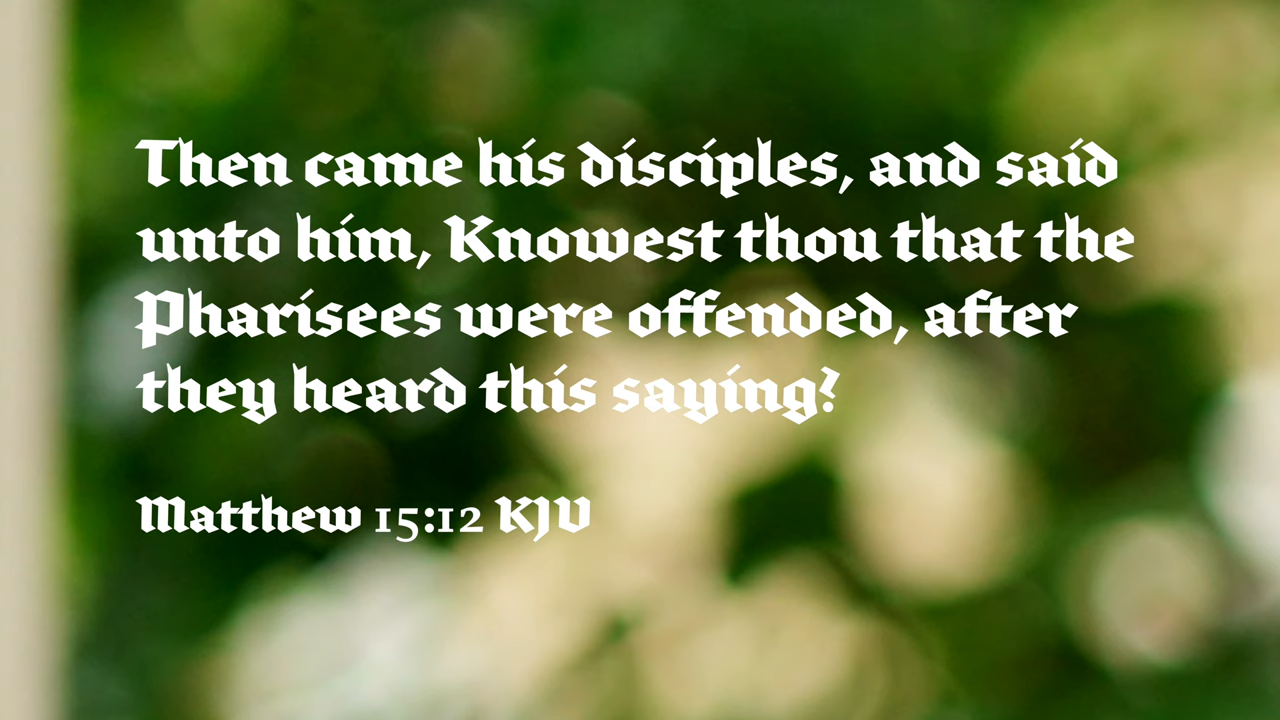 Then came his disciples, and said
unto him, Knowest thou that the
Pharisees were offended, after
they heard this saying?
Matthew 15:12 KJV